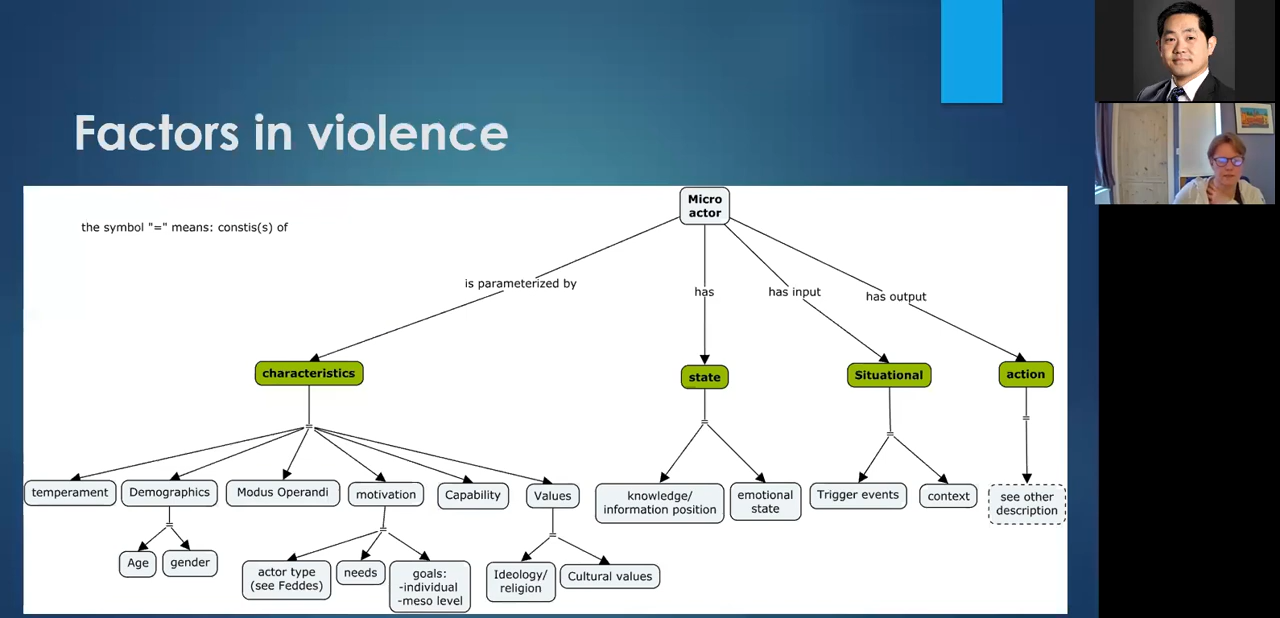 Factors in violence
Micro
actor
the symbol "=" means: constis(s) of
is parameterized by
has
has input
has output
characteristics
state
Situational
action
=
=
=
=
temperament
Demographics
Modus Operandi
motivation
Capability
Values
knowledge/
information position
emotional
state
Trigger events
context
see other
description
=
=
=
Age
gender
actor type
(see Feddes)
needs
goals:
-individual
-meso level
Ideology/
religion
Cultural values